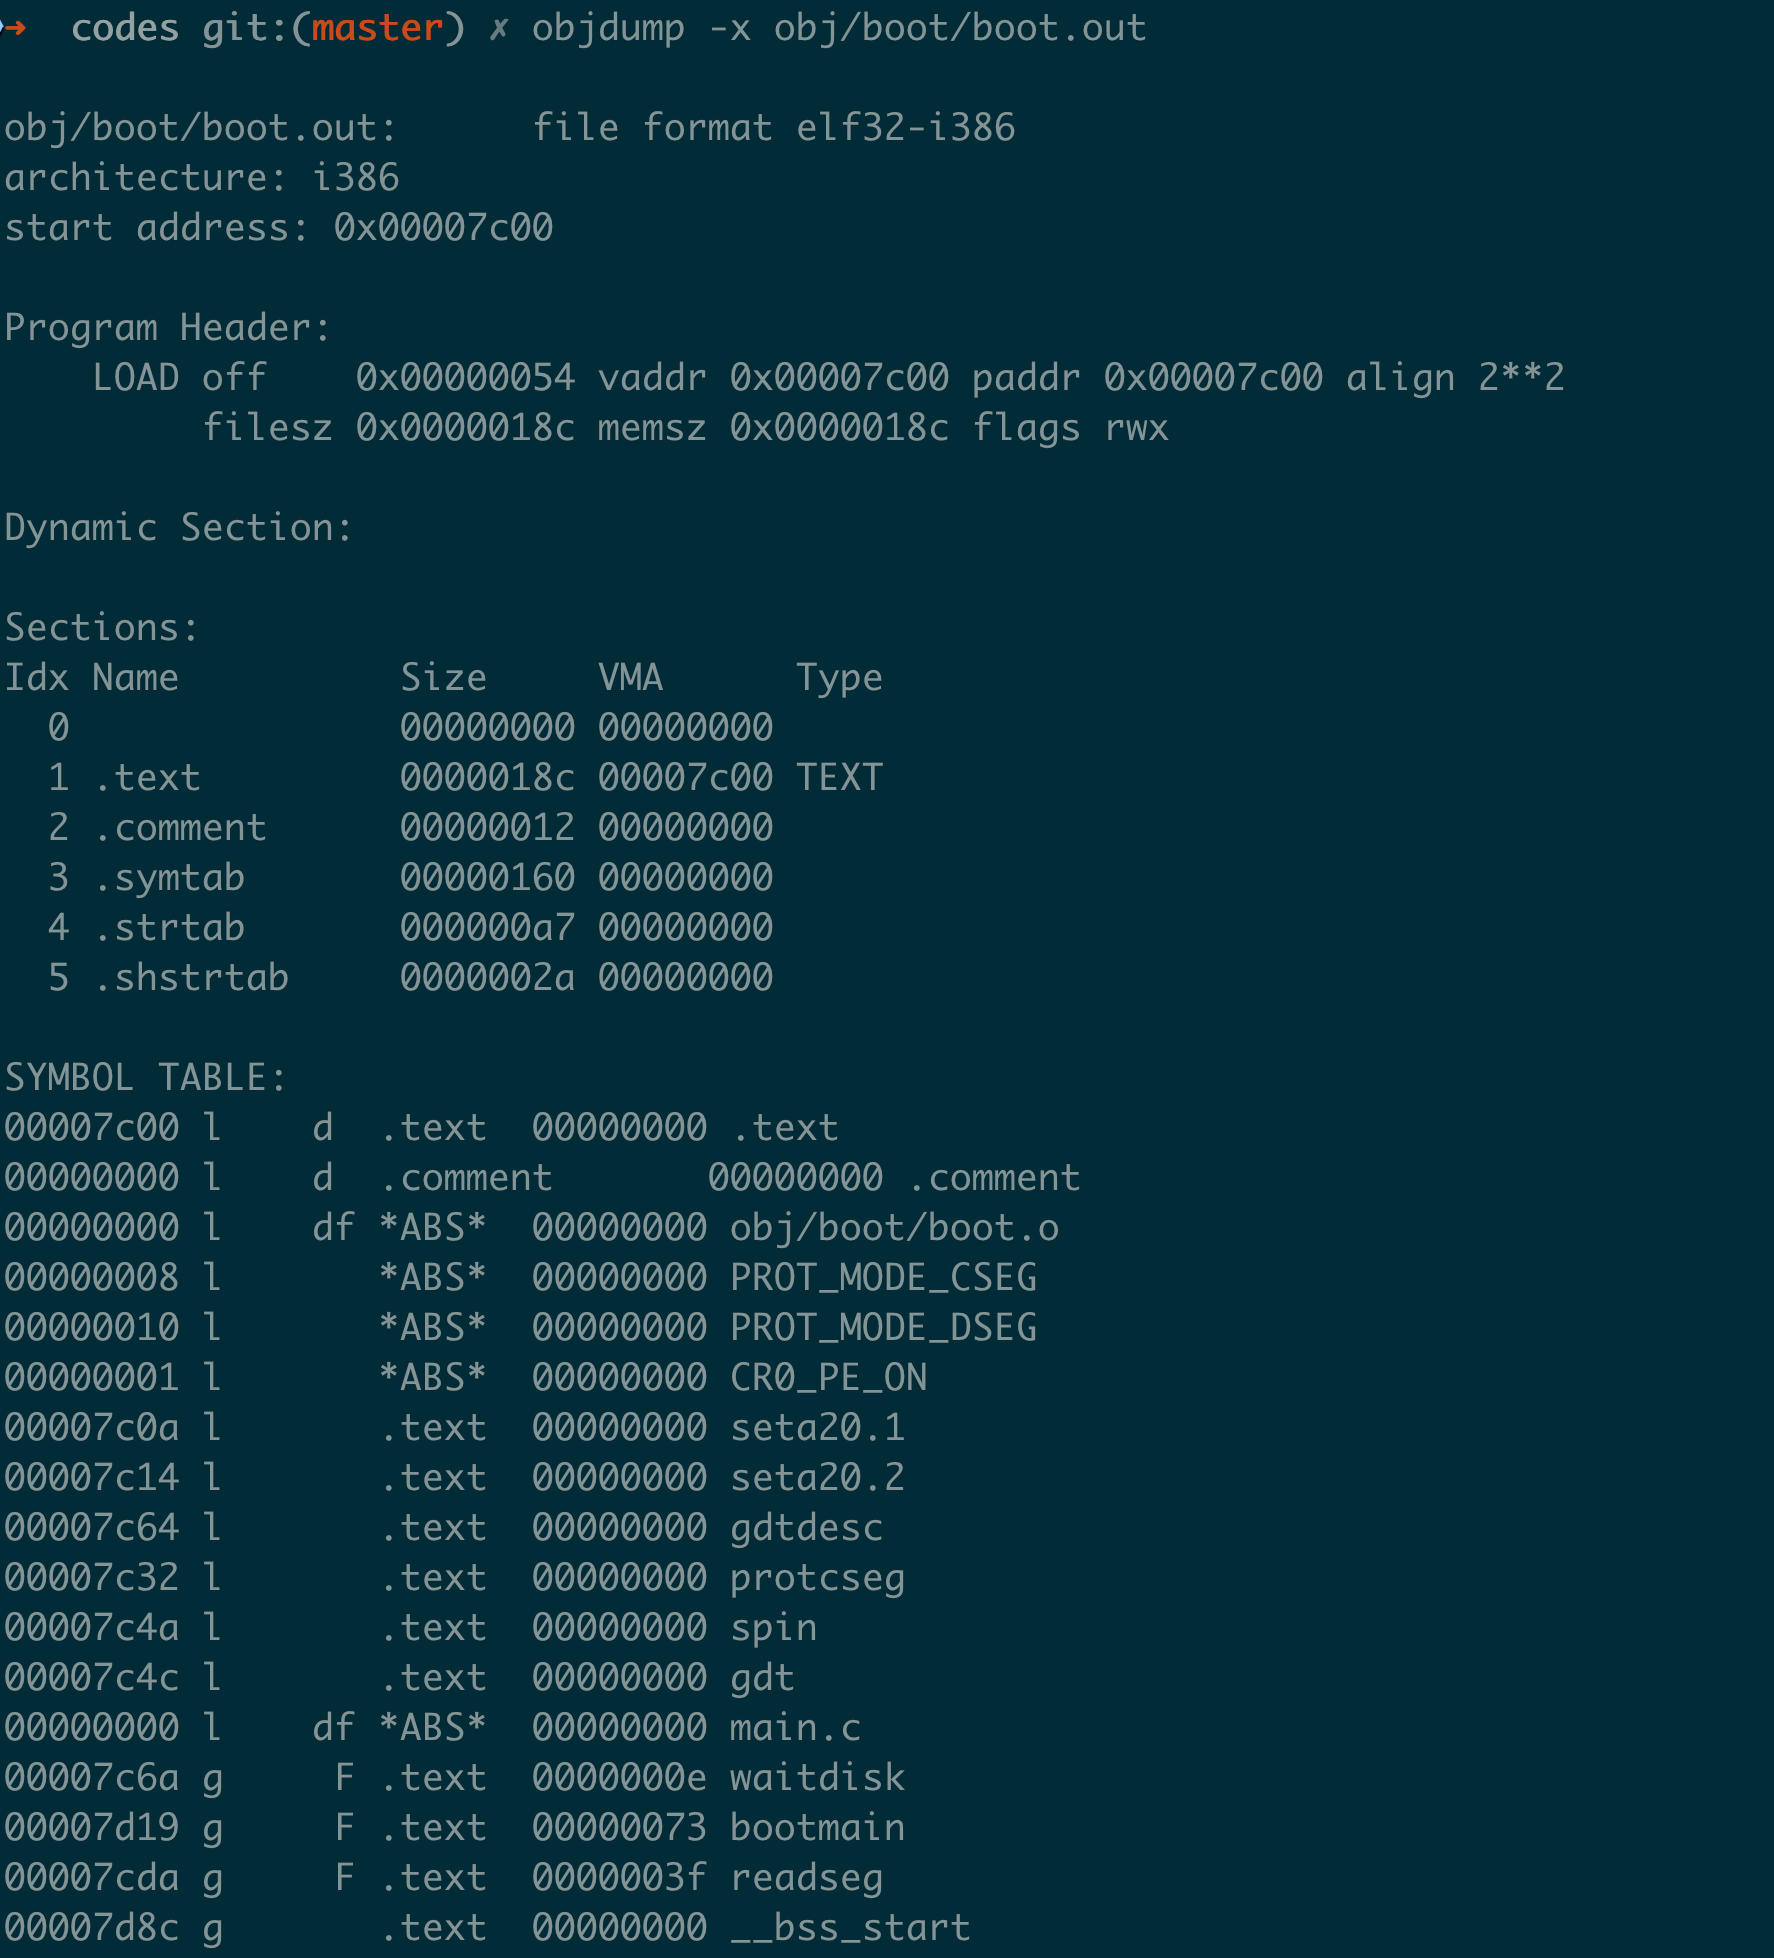 ➜  codes git:(master) ✗ objdump -x obj/boot/boot.out
obj/boot/boot.out:      file format elf32-i386
architecture: i386
start address: 0x00007c00
Program Header:
    LOAD off    0x00000054 vaddr 0x00007c00 paddr 0x00007c00 align 2**2
         filesz 0x0000018c memsz 0x0000018c flags rwx
Dynamic Section:
Sections:
Idx Name          Size     VMA      Type
  0               00000000 00000000
  1 .text         0000018c 00007c00 TEXT
  2 .comment      00000012 00000000
  3 .symtab       00000160 00000000
  4 .strtab       000000a7 00000000
  5 .shstrtab     0000002a 00000000
SYMBOL TABLE:
00007c00 l    d  .text  00000000 .text
00000000 l    d  .comment       00000000 .comment
00000000 l    df *ABS*  00000000 obj/boot/boot.o
00000008 l       *ABS*  00000000 PROT_MODE_CSEG
00000010 l       *ABS*  00000000 PROT_MODE_DSEG
00000001 l       *ABS*  00000000 CR0_PE_ON
00007c0a l       .text  00000000 seta20.1
00007c14 l       .text  00000000 seta20.2
00007c64 l       .text  00000000 gdtdesc
00007c32 l       .text  00000000 protcseg
00007c4a l       .text  00000000 spin
00007c4c l       .text  00000000 gdt
00000000 l    df *ABS*  00000000 main.c
00007c6a g     F .text  0000000e waitdisk
00007d19 g     F .text  00000073 bootmain
00007cda g     F .text  0000003f readseg
00007d8c g       .text  00000000 __bss_start